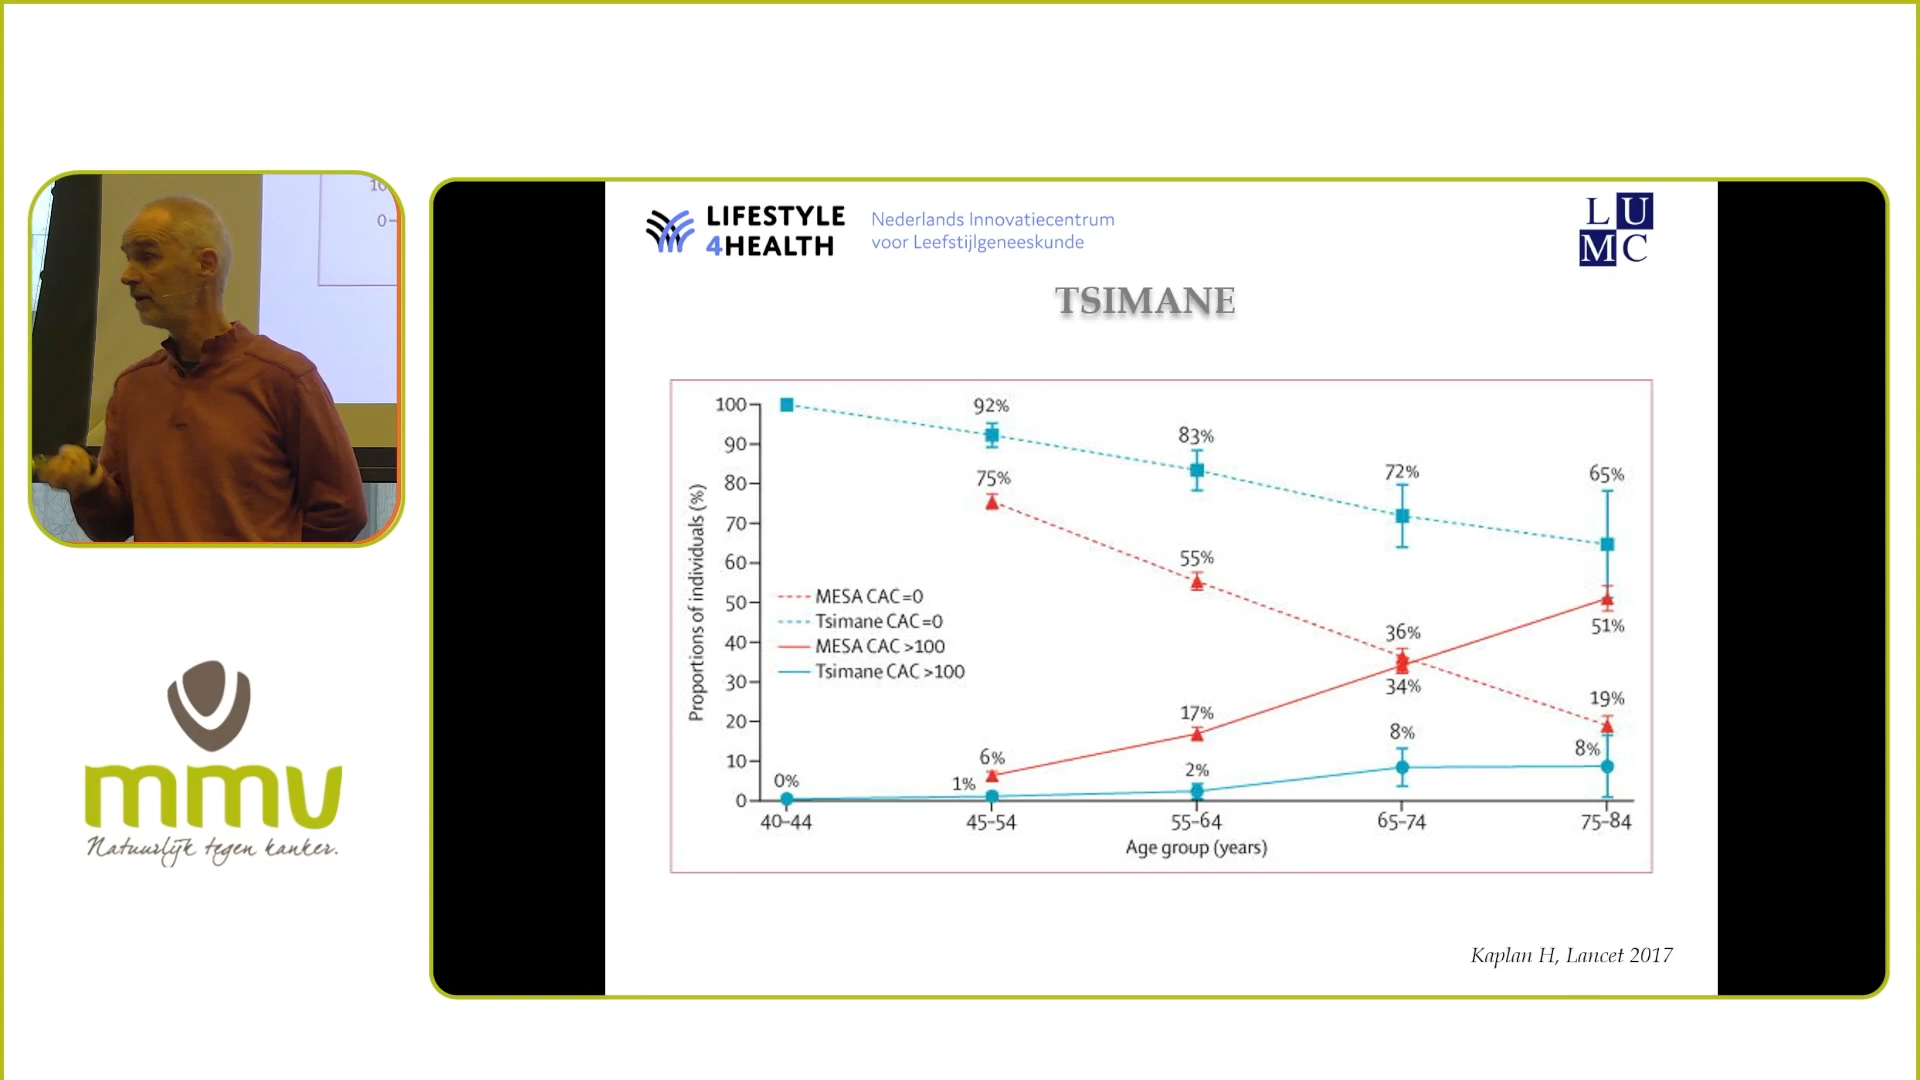 10
0
LIFESTYLE
4HEALTH
Nederlands Innovatiecentrum
voor Leefstijlgeneeskunde
L U
M C
TSIMANE
Proportions of individuals (%)
100
90
80
70
60
50
40
30
20
10
0
92%
83%
72%
65%
75%
55%
36%
19%
6%
17%
34%
51%
0%
1%
2%
8%
8%
MESA CAC=0
Tsimane CAC=0
MESA CAC >100
Tsimane CAC >100
40–44
45–54
55–64
65–74
75–84
Age group (years)
Kaplan H, Lancet 2017
mmv
Natuurlijk tegen kanker.